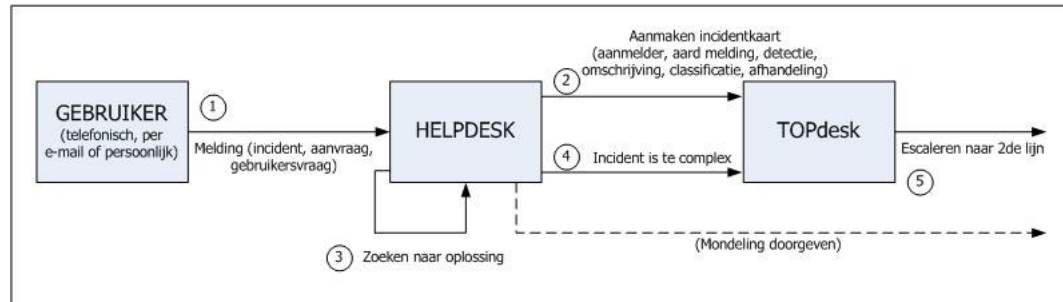 GEBRUIKER
(telefonisch, per
e-mail of persoonlijk)
1
Melding (incident, aanvraag,
gebruikersvraag)
HELPDESK
Aanmaken incidentkaart
(aanmelder, aard melding, detectie,
omschrijving, classificatie, afhandeling)
2
4
Incident is te complex
3
Zoeken naar oplossing
TOPdesk
Escaleren naar 2de lijn
5
(Mondeling doorgeven)